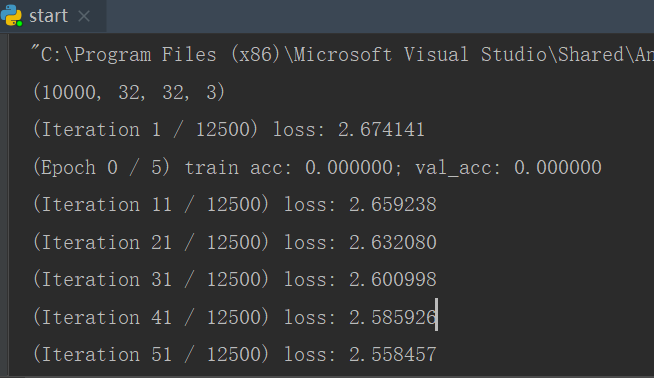 start
"C:\Program Files (x86)\Microsoft Visual Studio\Shared\An
(10000, 32, 32, 3)
(Iteration 1 / 12500) loss: 2.674141
(Epoch 0 / 5) train acc: 0.000000; val_acc: 0.000000
(Iteration 11 / 12500) loss: 2.659238
(Iteration 21 / 12500) loss: 2.632080
(Iteration 31 / 12500) loss: 2.600998
(Iteration 41 / 12500) loss: 2.585926
(Iteration 51 / 12500) loss: 2.558457